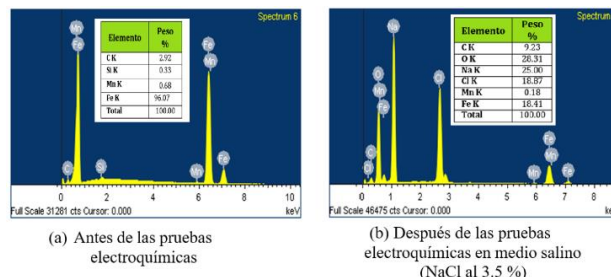 Spectrum 6
Elemento Peso %
C K 2.92
Si K 0.33
Mn K 0.68
Fe K 96.07
Total 100.00
Mn
Fe
Fe
Mn
C
Si
Mn
Fe
0 2 4 6 8 10
Full Scale 31281 cts Cursor: 0.000 keV
(a) Antes de las pruebas
electroquímicas
Spectrum
Elemento Peso %
C K 9.23
O K 28.31
Na K 25.00
Cl K 18.87
Mn K 0.18
Fe K 18.41
Total 100.00
Na
O
Mn
Fe
Cl
C
Cl
Fe
Mn
Mn
Fe
0 1 2 3 4 5 6 7 8
Full Scale 46475 cts Cursor: 0.000 keV
(b) Después de las pruebas
electroquímicas en medio salino
(NaCl al 3.5 %)